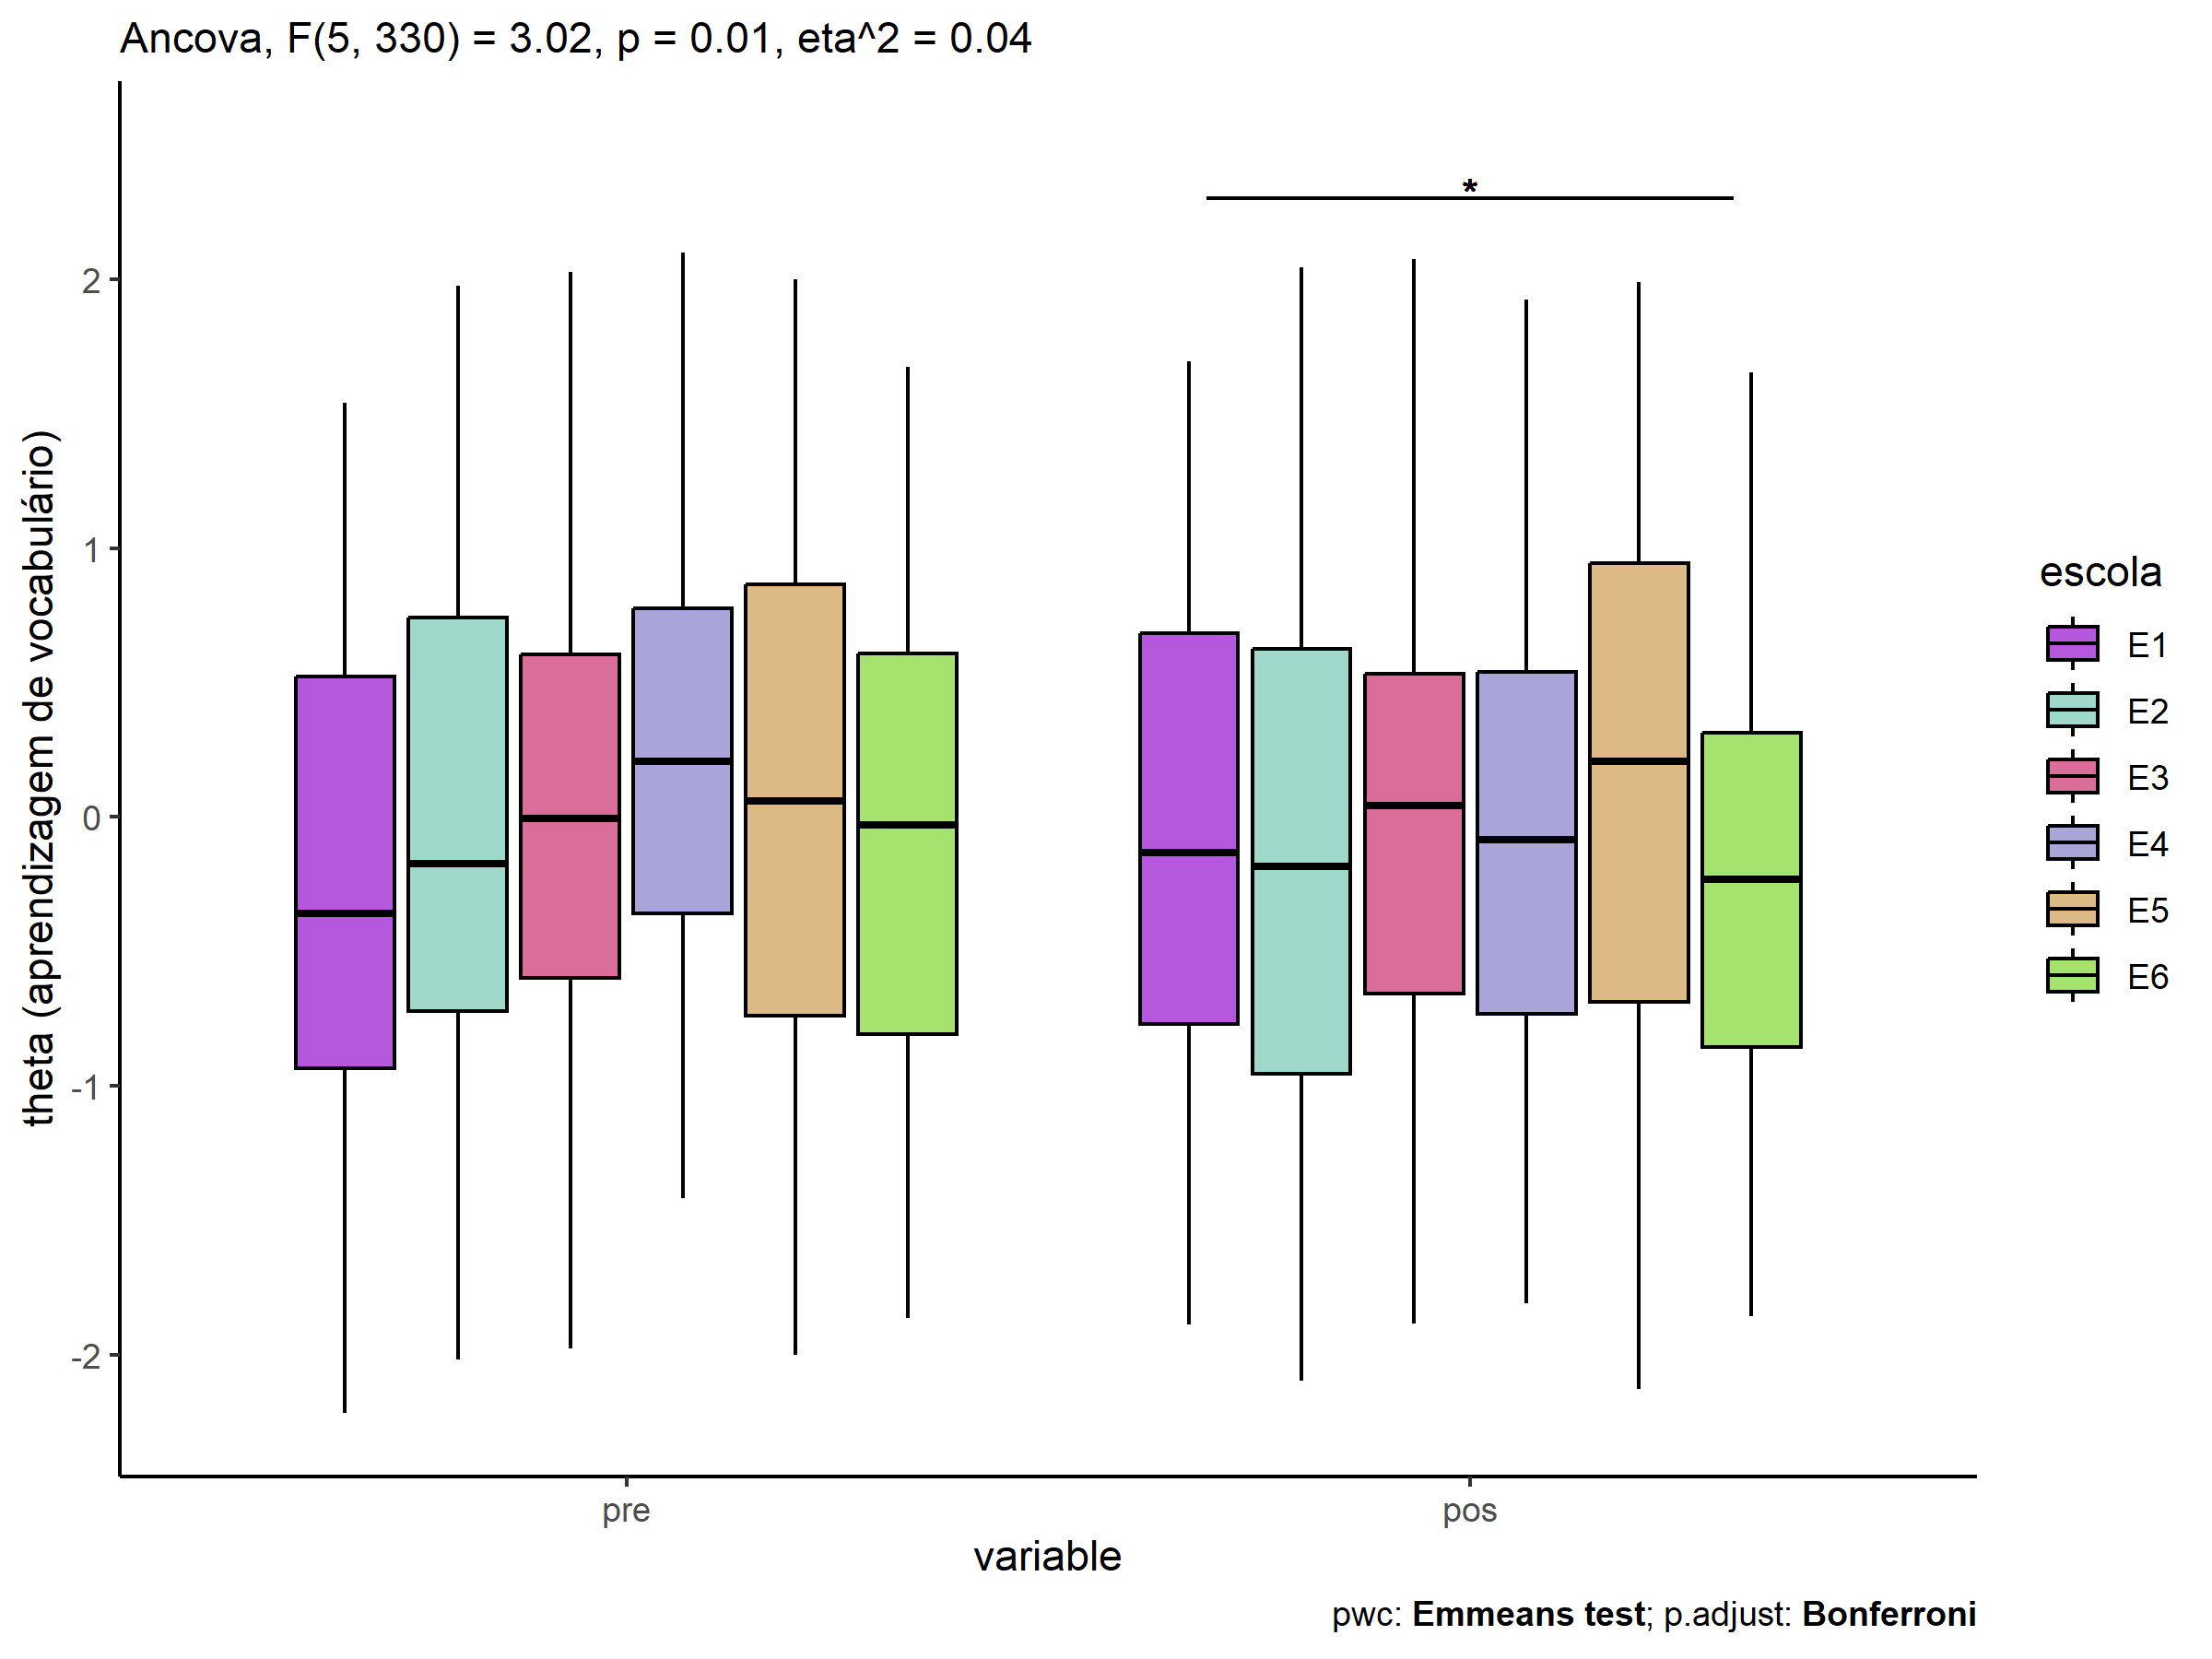 Ancova, F(5, 330) = 3.02, p = 0.01, eta^2 = 0.04
theta (aprendizagem de vocabulário)
2
1
0
-1
-2
*
pre
pos
variable
escola
E1
E2
E3
E4
E5
E6
pwc: Emmeans test; p.adjust: Bonferroni